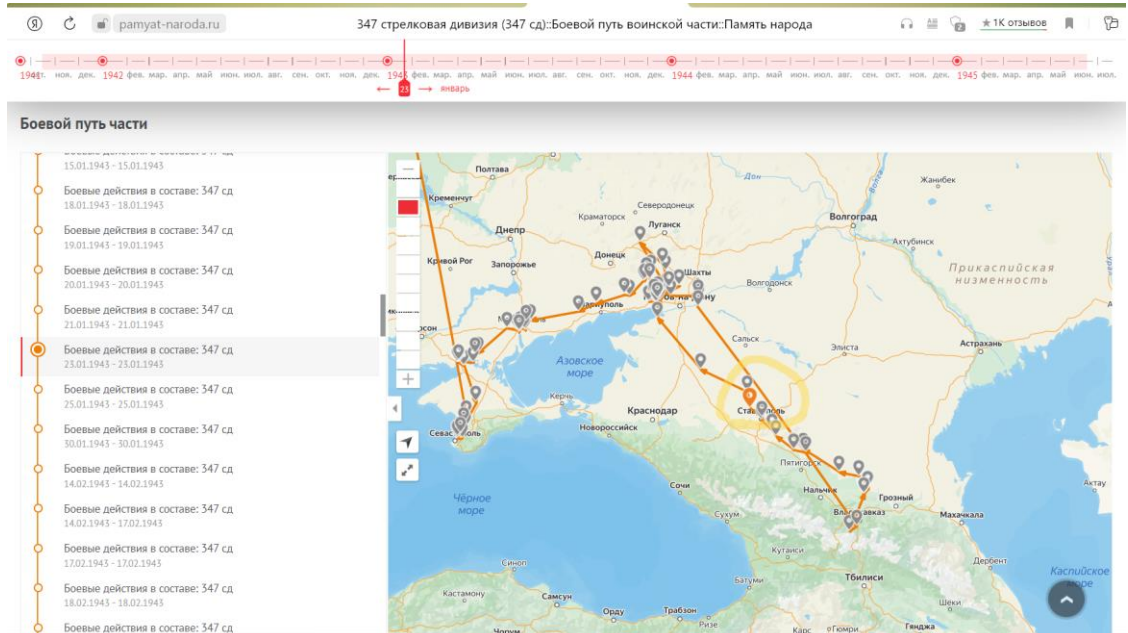 pamyat-naroda.ru
347 стрелковая дивизия (347 сд)::Боевой путь воинской части::Память народа
1К отзывов
ноя. дек. 1942 фев. мар. апр. май июн. июл. авг. сен. окт. ноя. дек. 1943 фев. мар. апр. май июн. июл. авг. сен. окт. ноя. дек. 1944 фев. мар. апр. май июн. июл. авг. сен. окт. ноя. дек. 1945 фев. мар. апр. май июн. июл.
23 январь
Боевой путь части
15.01.1943 - 15.01.1943
Боевые действия в составе: 347 сд
18.01.1943 - 18.01.1943
Боевые действия в составе: 347 сд
19.01.1943 - 19.01.1943
Боевые действия в составе: 347 сд
20.01.1943 - 20.01.1943
Боевые действия в составе: 347 сд
21.01.1943 - 21.01.1943
Боевые действия в составе: 347 сд
23.01.1943 - 23.01.1943
Боевые действия в составе: 347 сд
25.01.1943 - 25.01.1943
Боевые действия в составе: 347 сд
30.01.1943 - 30.01.1943
Боевые действия в составе: 347 сд
14.02.1943 - 14.02.1943
Боевые действия в составе: 347 сд
14.02.1943 - 17.02.1943
Боевые действия в составе: 347 сд
17.02.1943 - 17.02.1943
Боевые действия в составе: 347 сд
18.02.1943 - 18.02.1943
Боевые действия в составе: 347 сд
Полтава
Дон
Жанибек
Кременчуг
Северодонецк
Краматорск
Волга
Волгоград
Днепр
Луганск
Ахтубинск
Кривой Рог
Запорожье
Донецк
Шахты
Прикаспийская
низменность
Волгодонск
Сальск
Элиста
Астрахань
Азовское
море
Керчь
Краснодар
Новороссийск
Пятигорск
Сочи
Нальчик
Грозный
Актау
Чёрное
море
Сухум
Махачкала
Кутаиси
Дербент
Синоп
Каспийское
Батуми
Тбилиси
Кастамону
Самсун
Шеки
Орду
Трабзон
Ризе
Чорум
Карс
Гюмри
Гянджа